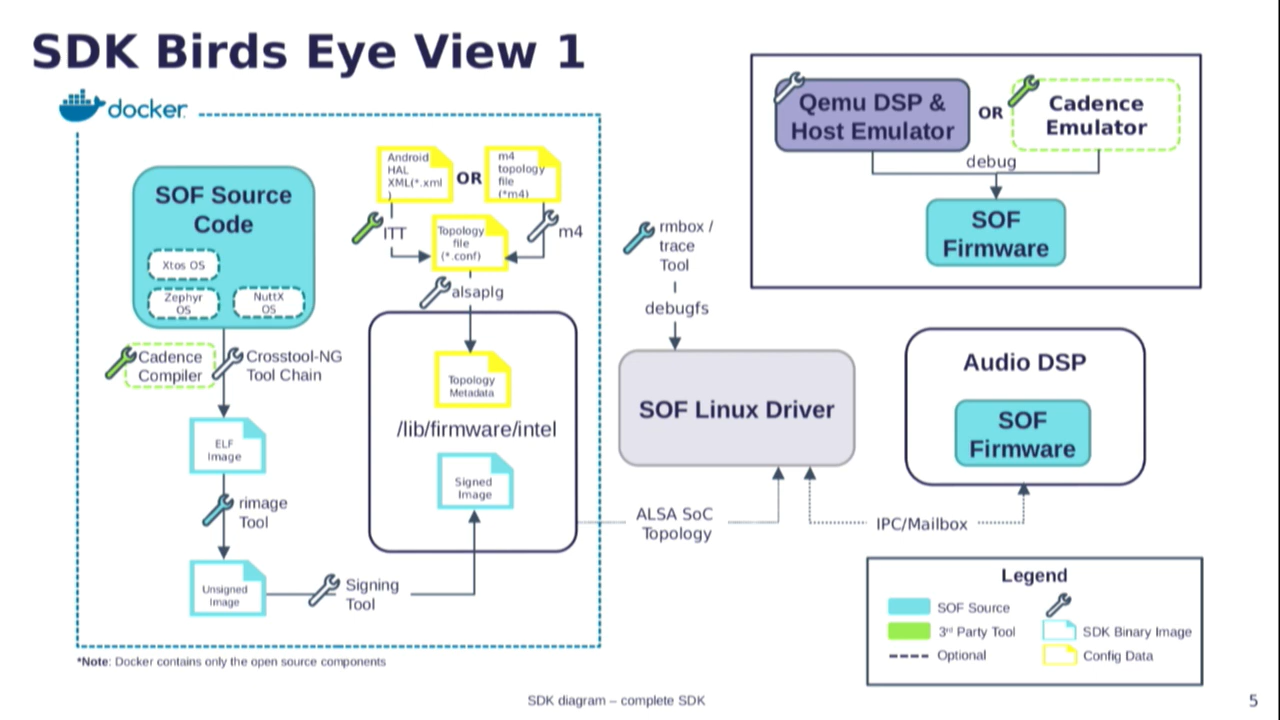 SDK Birds Eye View 1
docker
SOF Source
Code
Xtos OS
Zephyr
OS
NuttX
OS
Cadence
Compiler
Crosstool-NG
Tool Chain
ELF
Image
rimage
Tool
Unsigned
Image
Signing
Tool
Android
HAL
XML(*.xml
)
OR
m4
topology
file
(*m4)
ITT
Topology
file
(*.conf)
m4
alsaplg
Topology
Metadata
/lib/firmware/intel
Signed
Image
*Note: Docker contains only the open source components
rmbox /
trace
Tool
debugfs
SOF Linux Driver
ALSA SoC
Topology
IPC/Mailbox
Qemu DSP &
Host Emulator
OR
Cadence
Emulator
debug
SOF
Firmware
Audio DSP
SOF
Firmware
Legend
SOF Source
3rd Party Tool
SDK Binary Image
Optional
Config Data
SDK diagram – complete SDK
5